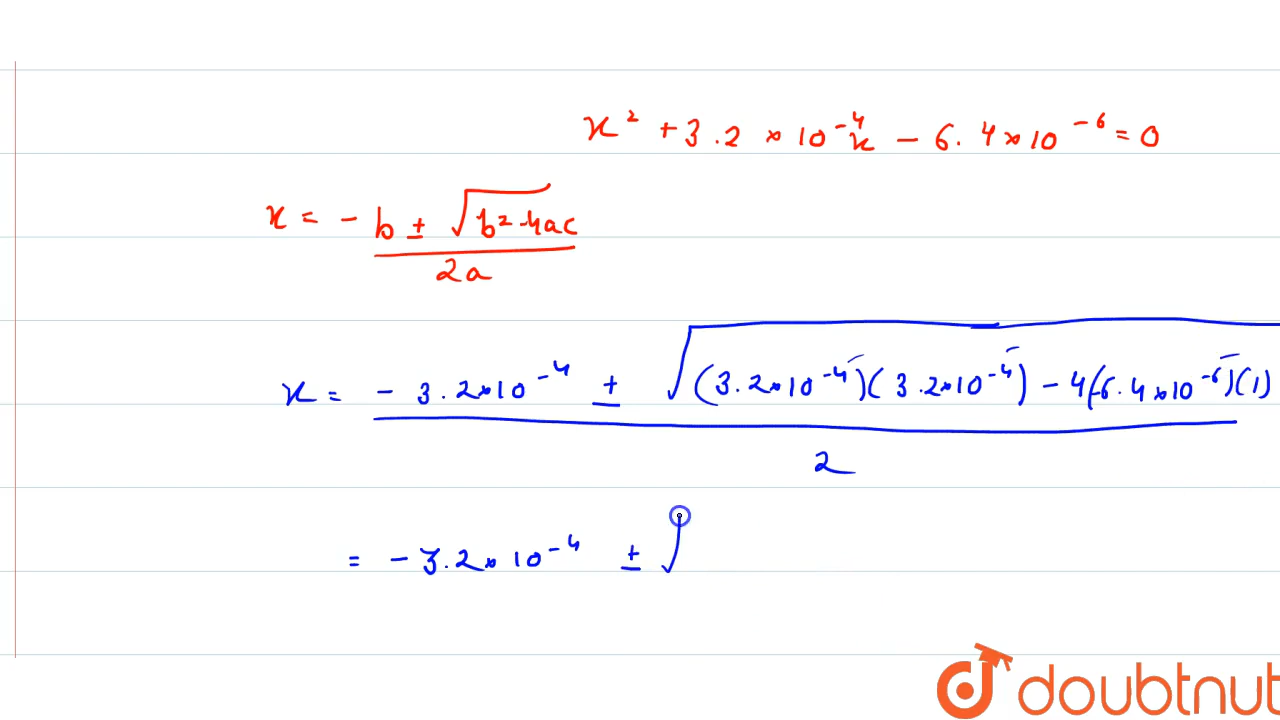 x² + 3.2 × 10⁻⁴x − 6.4 × 10⁻⁶ = 0
x = − b ± √b² - 4ac
2a
x = − 3.2 × 10⁻⁴ ± √(3.2 × 10⁻⁴)(3.2 × 10⁻⁴) − 4(-6.4 × 10⁻⁶)(1)
2
= − 3.2 × 10⁻⁴ ± √
doubtnut